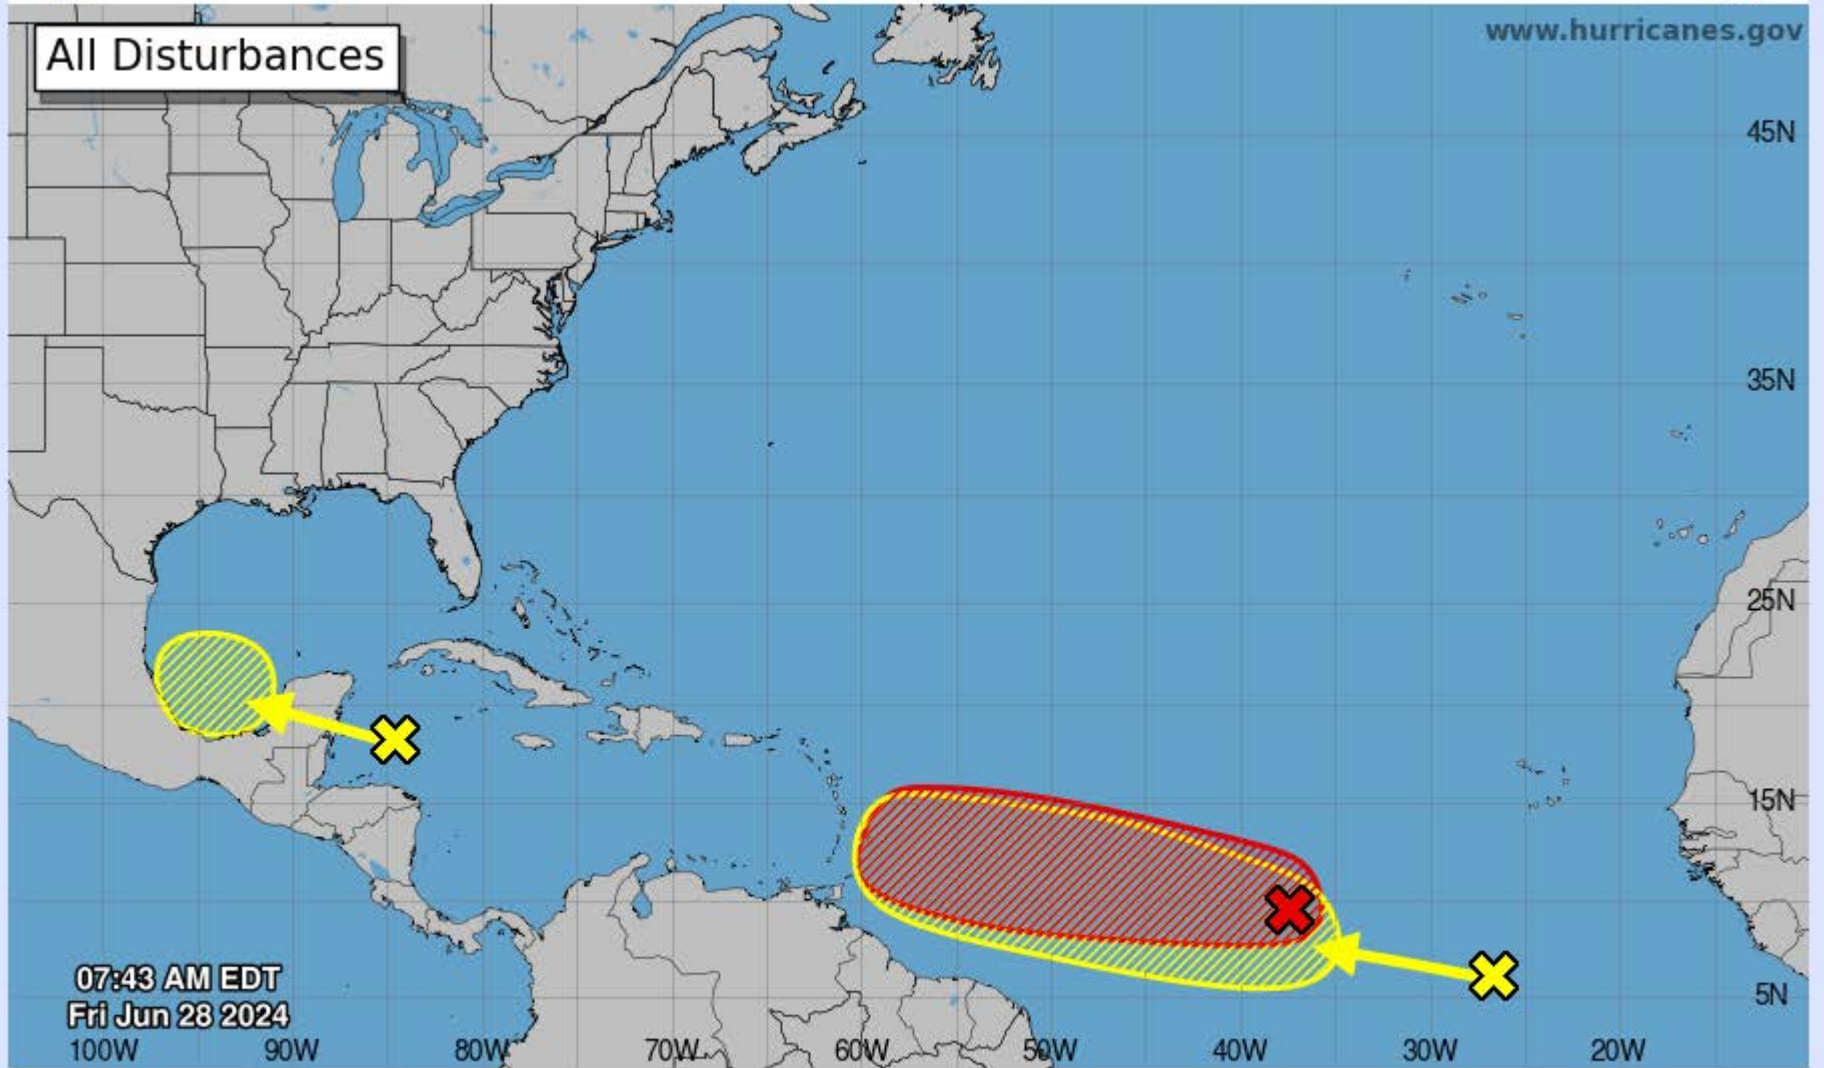 All Disturbances
www.hurricanes.gov
45N
35N
25N
15N
5N
07:43 AM EDT
Fri Jun 28 2024
100W 90W 80W 70W 60W 50W 40W 30W 20W